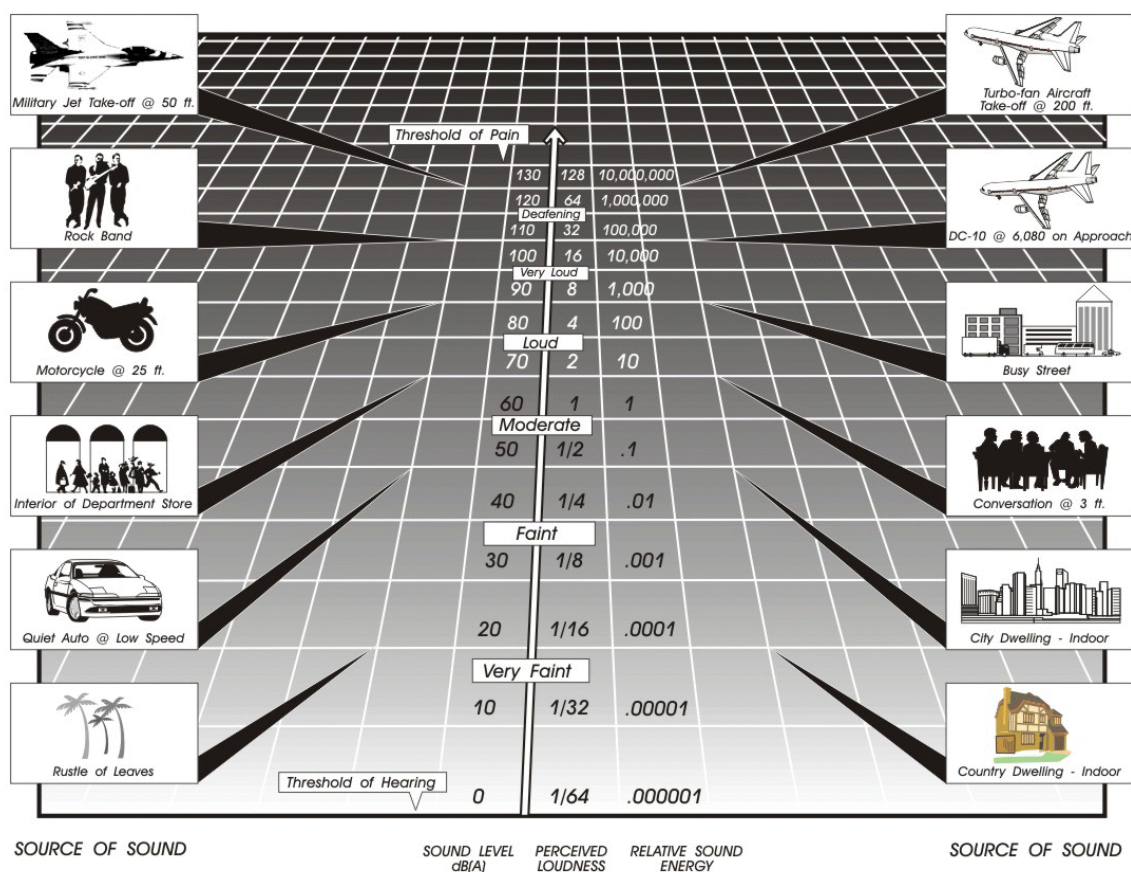 Military Jet Take-off @ 50 ft.
Turbo-fan Aircraft
Take-off @ 200 ft.
Threshold of Pain
130 128 10,000,000
120 64 1,000,000
Deafening
Rock Band
110 32 100,000
DC-10 @ 6,080 on Approach
100 16 10,000
Very Loud
90 8 1,000
80 4 100
Loud
Motorcycle @ 25 ft.
70 2 10
Busy Street
60 1 1
Moderate
50 1/2 .1
Interior of Department Store
40 1/4 .01
Conversation @ 3 ft.
Faint
30 1/8 .001
Quiet Auto @ Low Speed
20 1/16 .0001
City Dwelling - Indoor
Very Faint
10 1/32 .00001
Rustle of Leaves
Country Dwelling - Indoor
Threshold of Hearing
0 1/64 .000001
SOURCE OF SOUND
SOUND LEVEL
dB(A)
PERCEIVED
LOUDNESS
RELATIVE SOUND
ENERGY
SOURCE OF SOUND